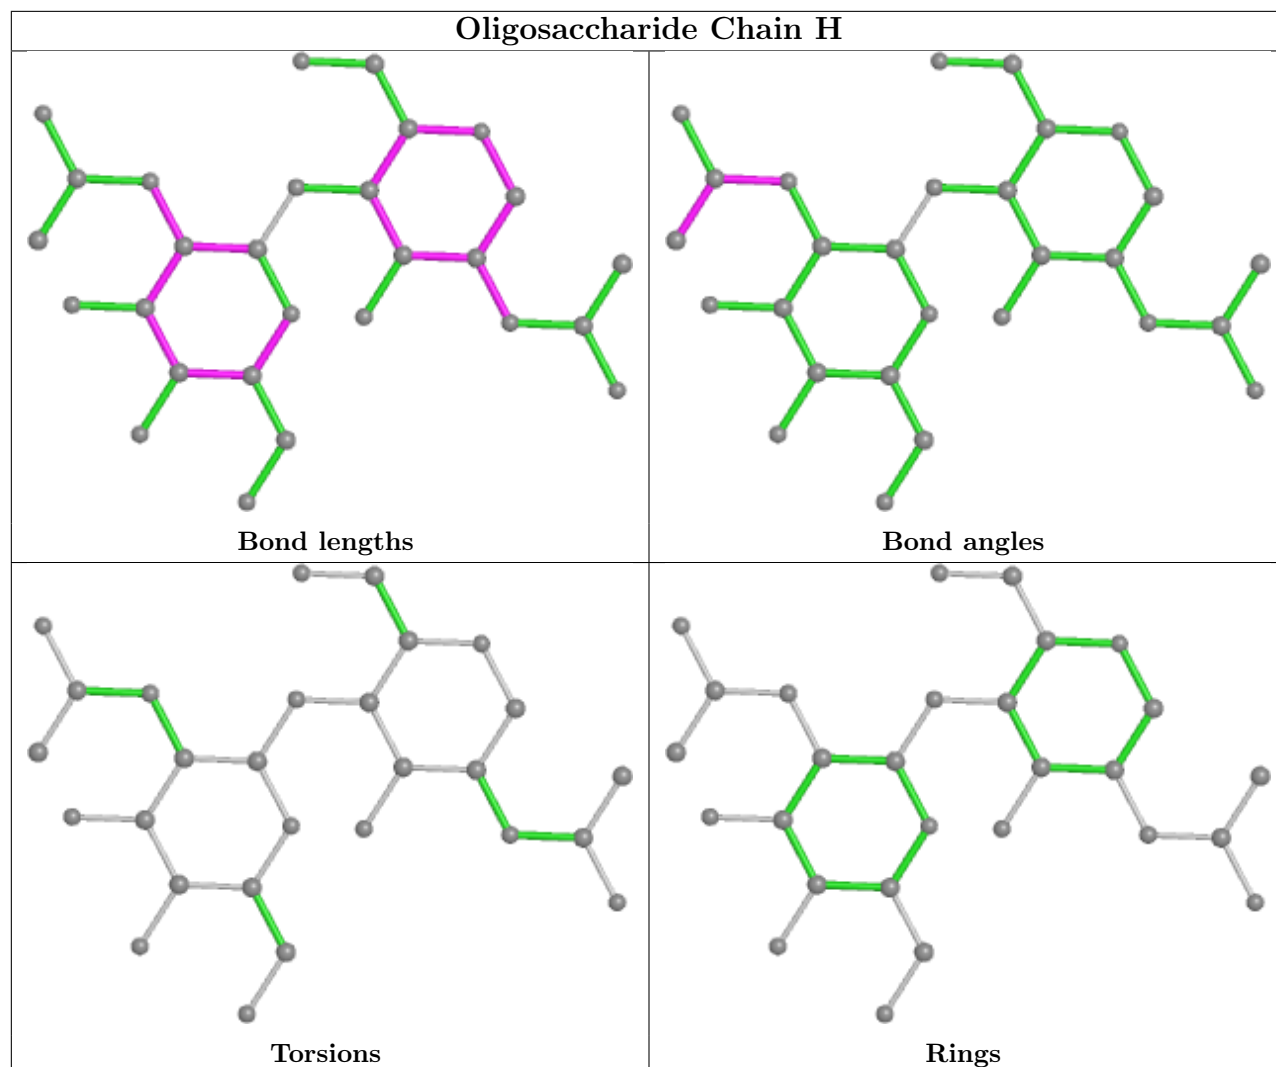 Oligosaccharide Chain H
Bond lengths
Bond angles
Torsions
Rings